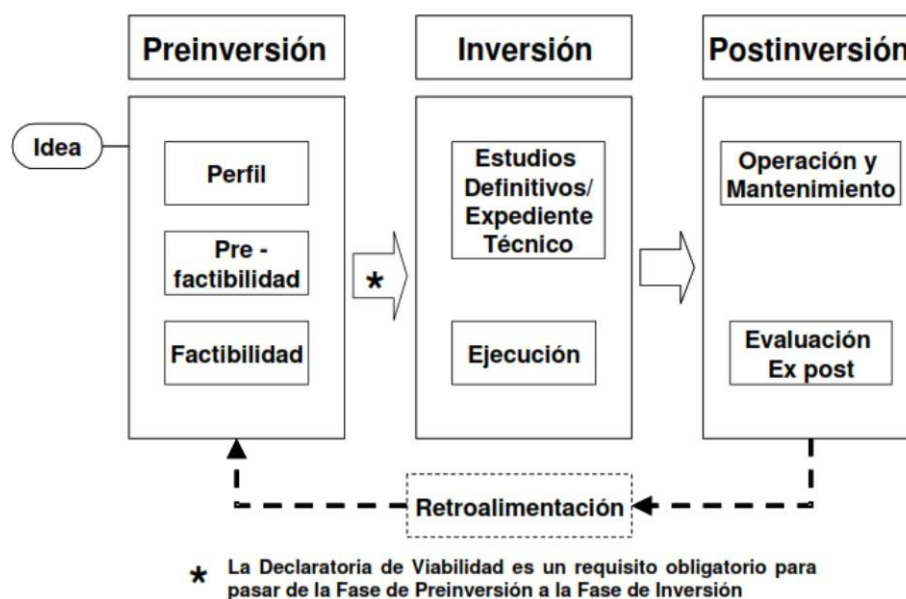 Preinversión
Inversión
Postinversión
Idea
Perfil
Pre -
factibilidad
Factibilidad
*
Estudios
Definitivos/
Expediente
Técnico
Ejecución
Operación y
Mantenimiento
Evaluación
Ex post
Retroalimentación
* La Declaratoria de Viabilidad es un requisito obligatorio para
pasar de la Fase de Preinversión a la Fase de Inversión